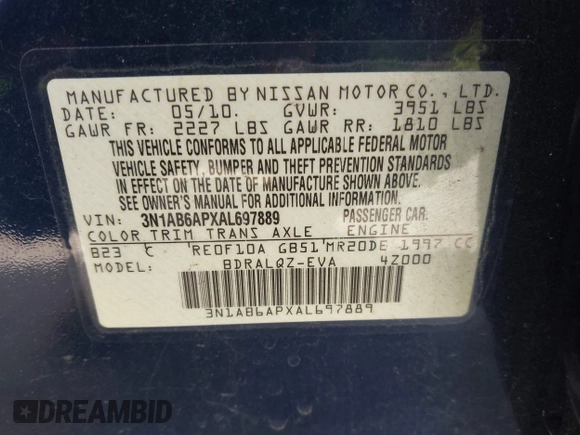 MANUFACTURED BY NISSAN MOTOR CO., LTD.
DATE: 05/10. GVWR: 3951 LBS
GAWR FR: 2227 LBS GAWR RR: 1810 LBS
THIS VEHICLE CONFORMS TO ALL APPLICABLE FEDERAL MOTOR
VEHICLE SAFETY, BUMPER AND THEFT PREVENTION STANDARDS
IN EFFECT ON THE DATE OF MANUFACTURE SHOWN ABOVE.
SEE OWNER'S MANUAL FOR ADDITIONAL INFORMATION.
VIN: 3N1AB6APXAL697889 PASSENGER CAR.
COLOR TRIM TRANS AXLE ENGINE
B23 C RE0F10A GB51 MR20DE 1997 CC
MODEL: BDRALQZ-EVA 4Z000
3N1AB6APXAL697889
DREAMBID